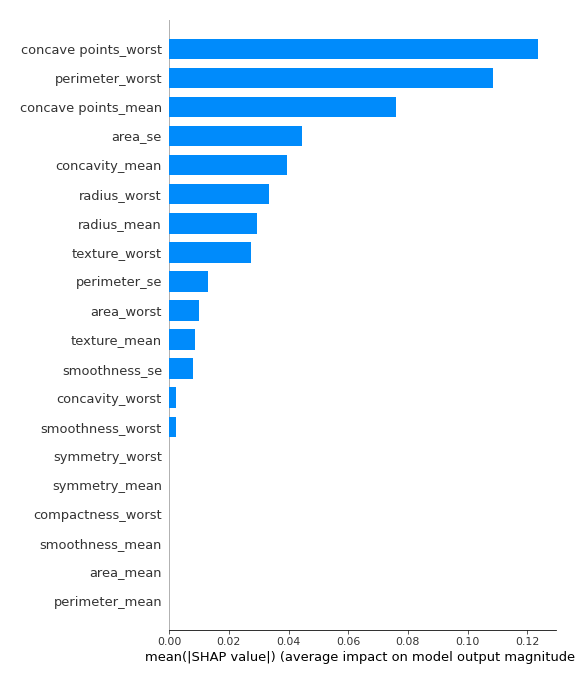 concave points_worst
perimeter_worst
concave points_mean
area_se
concavity_mean
radius_worst
radius_mean
texture_worst
perimeter_se
area_worst
texture_mean
smoothness_se
concavity_worst
smoothness_worst
symmetry_worst
symmetry_mean
compactness_worst
smoothness_mean
area_mean
perimeter_mean
0.00 0.02 0.04 0.06 0.08 0.10 0.12
mean(|SHAP value|) (average impact on model output magnitude